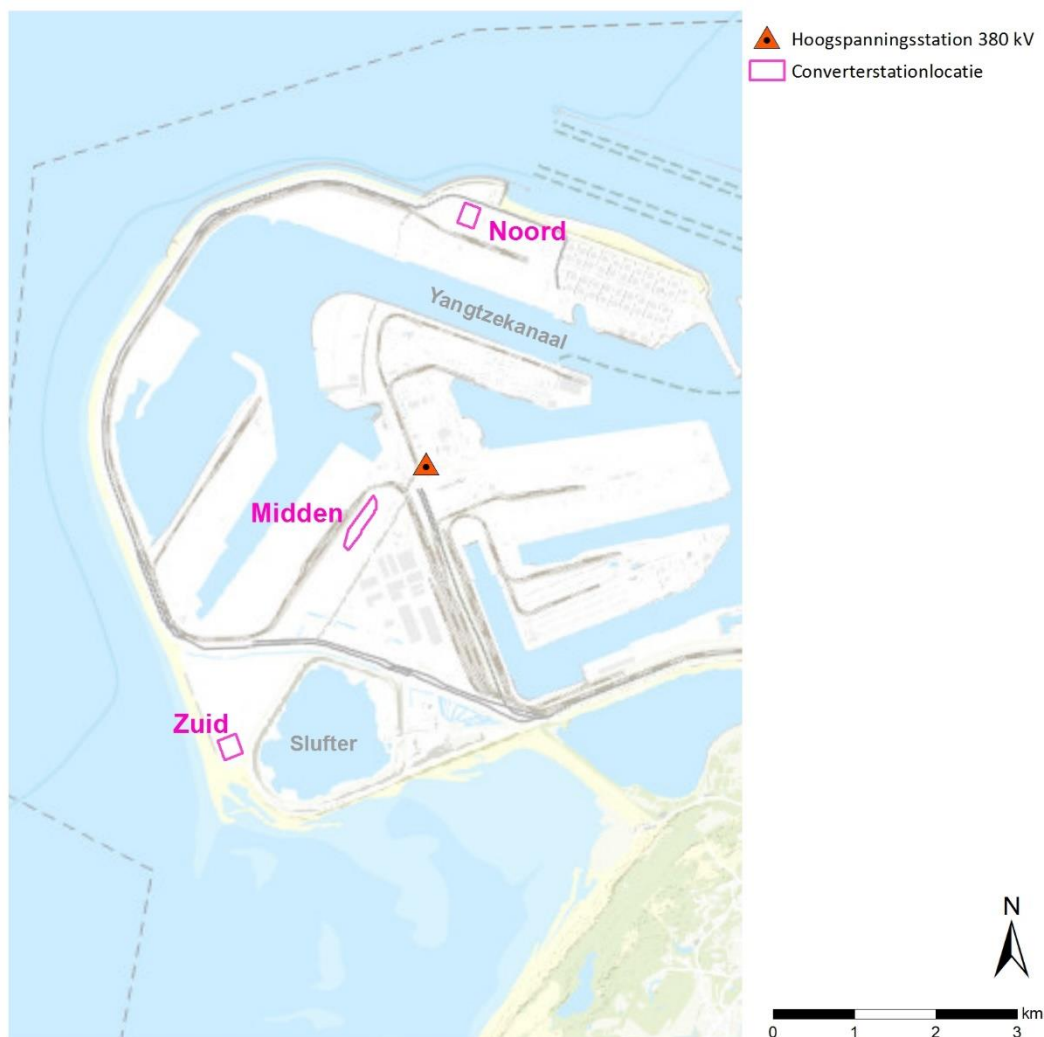 Hoogspanningsstation 380 kV
Converterstationlocatie
Noord
Yangtzekanaal
Midden
Zuid
Slufter
N
km
0 1 2 3